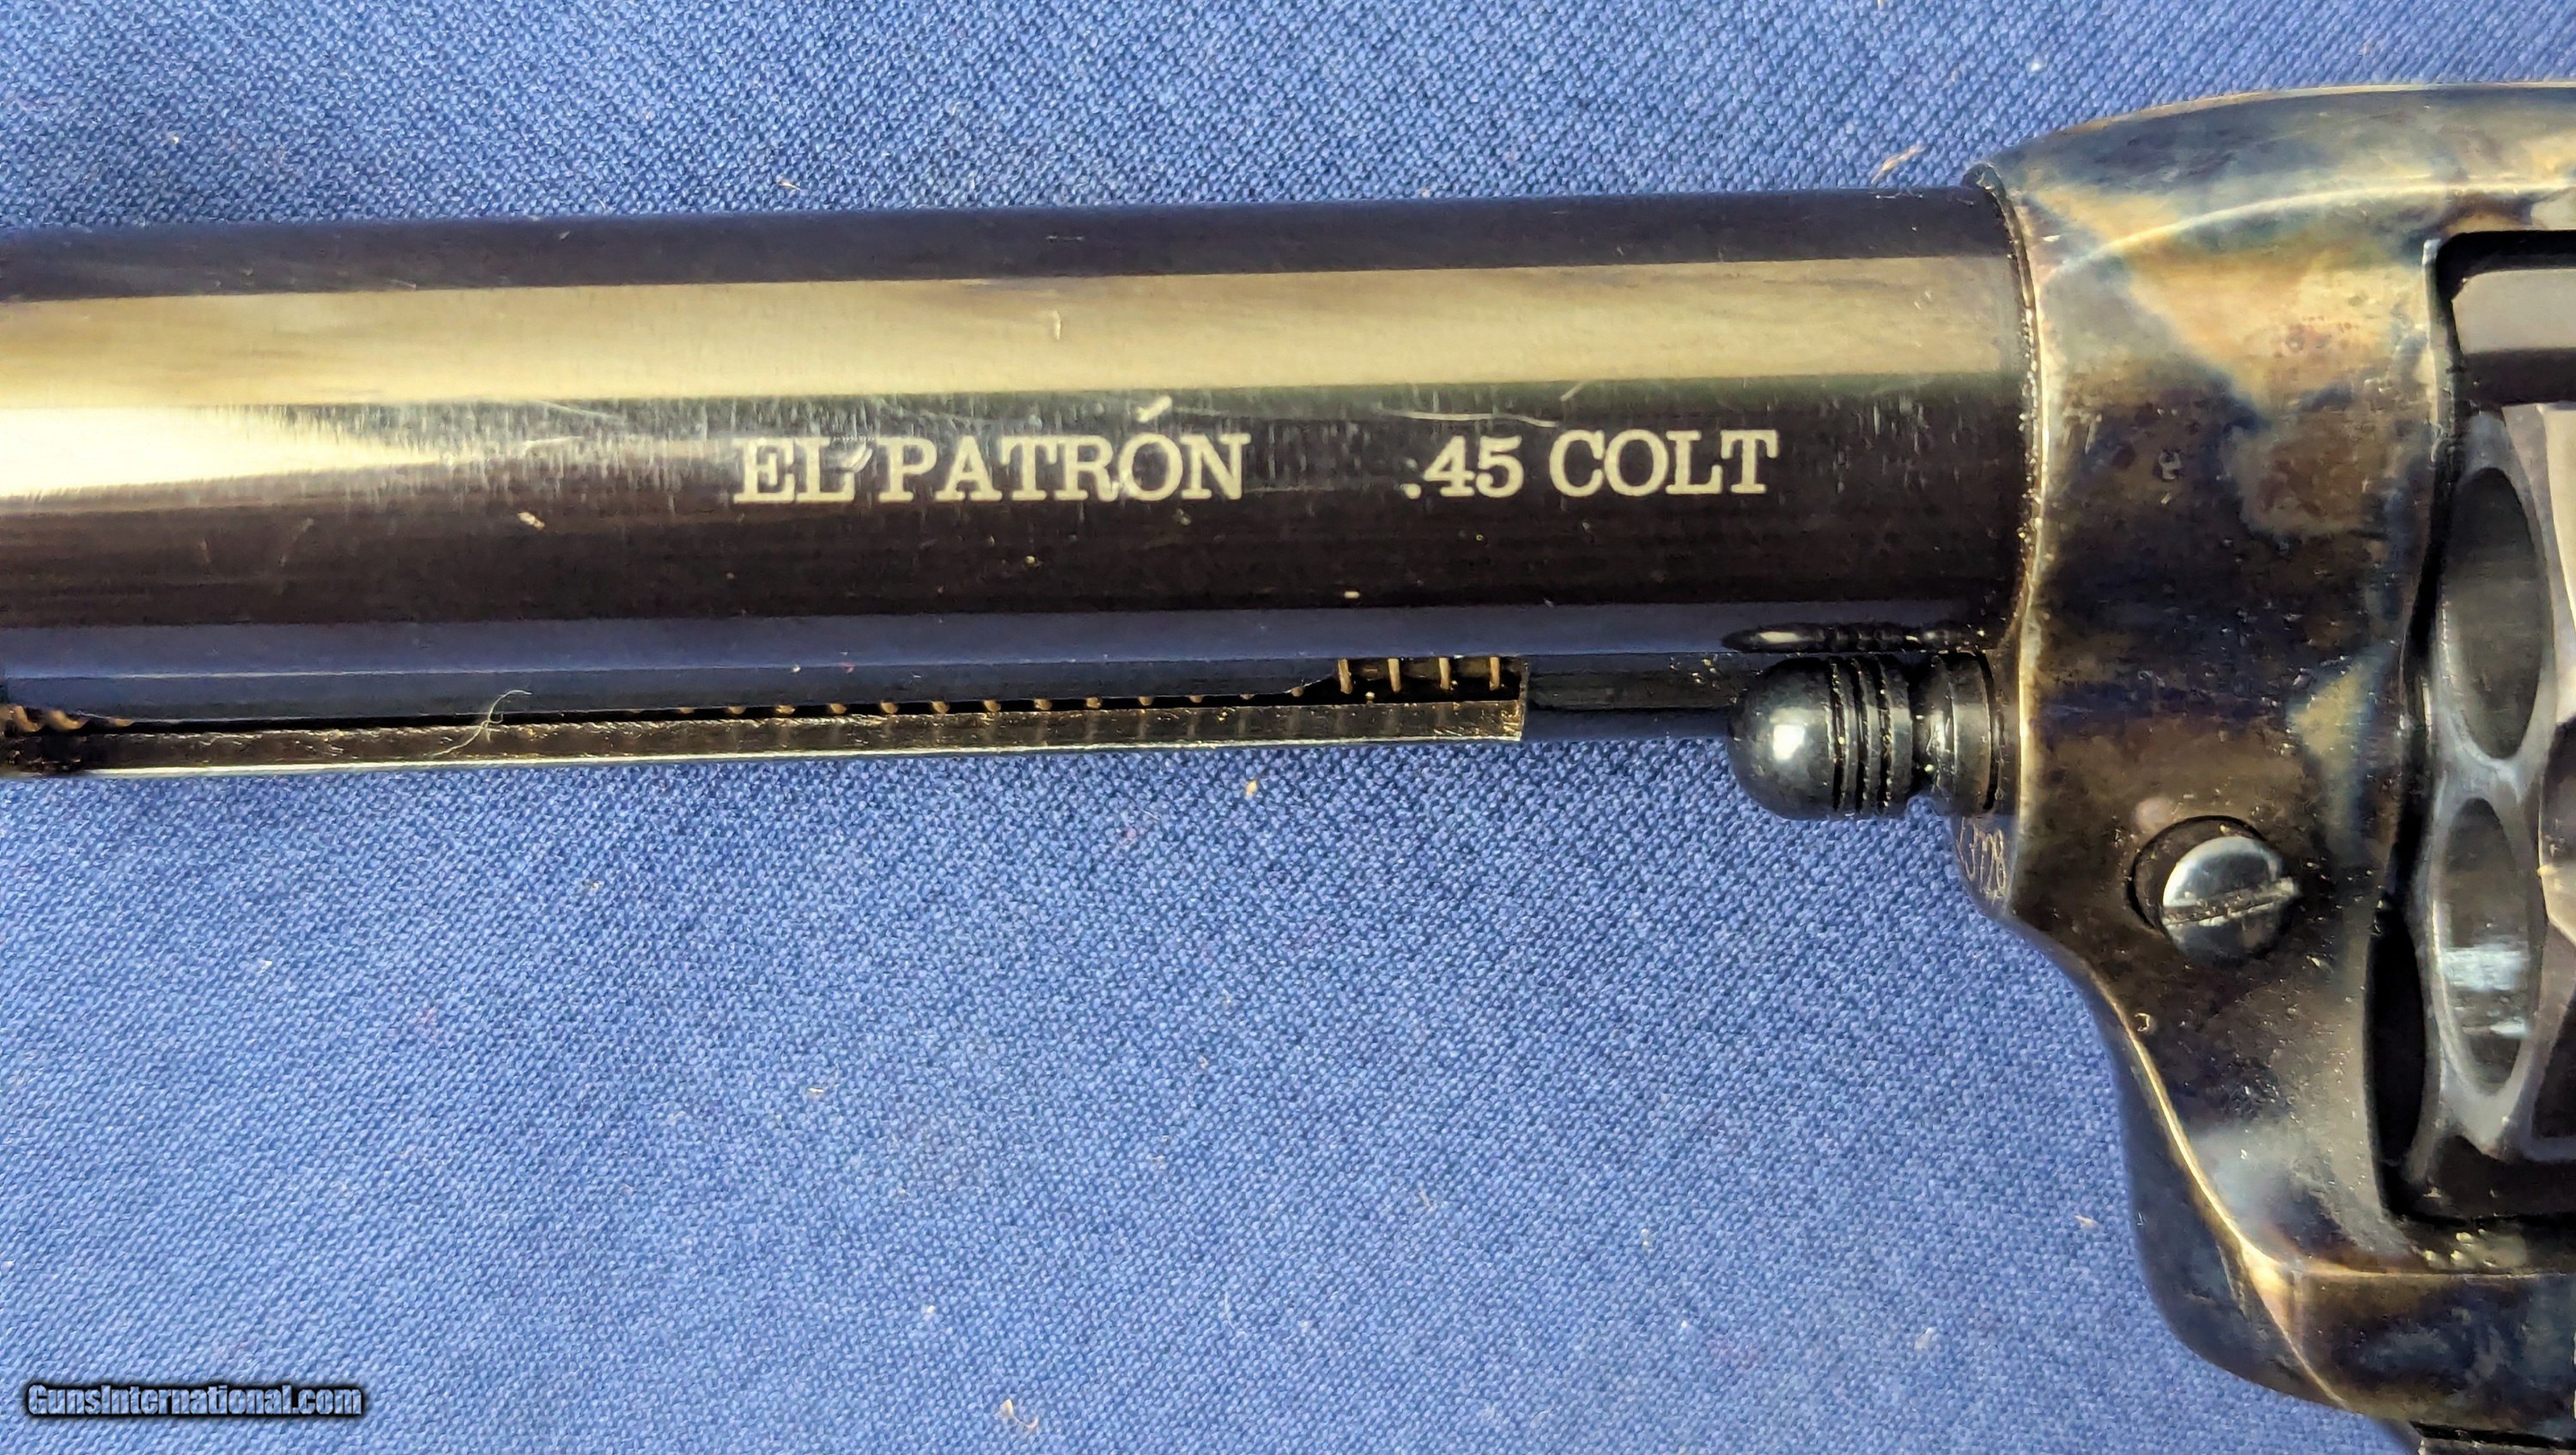 EL PATRÓN .45 COLT
GunsInternational.com